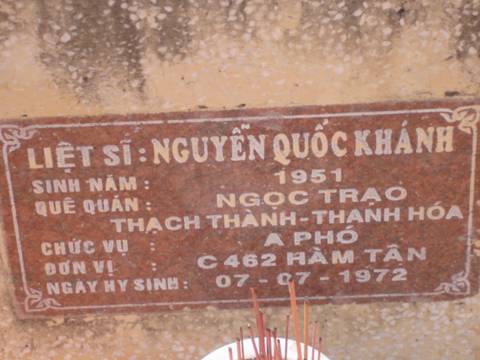 LIỆT SĨ: NGUYỄN QUỐC KHÁNH
SINH NĂM: 1951
QUÊ QUÁN: NGỌC TRẠO
THẠCH THÀNH-THANH HÓA
CHỨC VỤ: A PHÓ
ĐƠN VỊ: C462 HÀM TÂN
NGÀY HY SINH: 07-07-1972